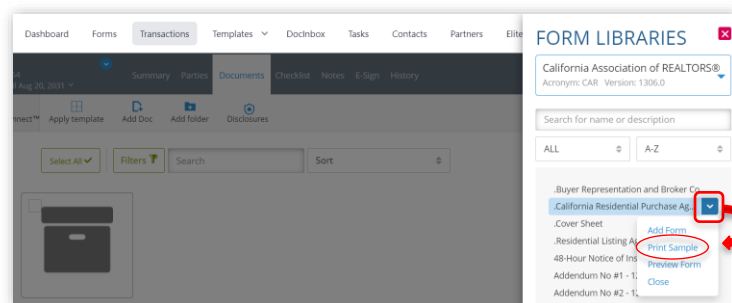 Dashboard Forms Transactions Templates DocInbox Tasks Contacts Partners Elite
FORM LIBRARIES
California Association of REALTORS®
Acronym: CAR Version: 1306.0
Aug 20, 2031
Summary Parties Documents Checklist Notes E-Sign History
Apply template Add Doc Add folder Disclosures
Search for name or description
ALL A-Z
Select All Filters Search Sort
.Buyer Representation and Broker Co
.California Residential Purchase Ag...
.Cover Sheet
Add Form
.Residential Listing
Print Sample
48-Hour Notice of Ins
Preview Form
Addendum No #1 - 1
Close
Addendum No #2 - 1